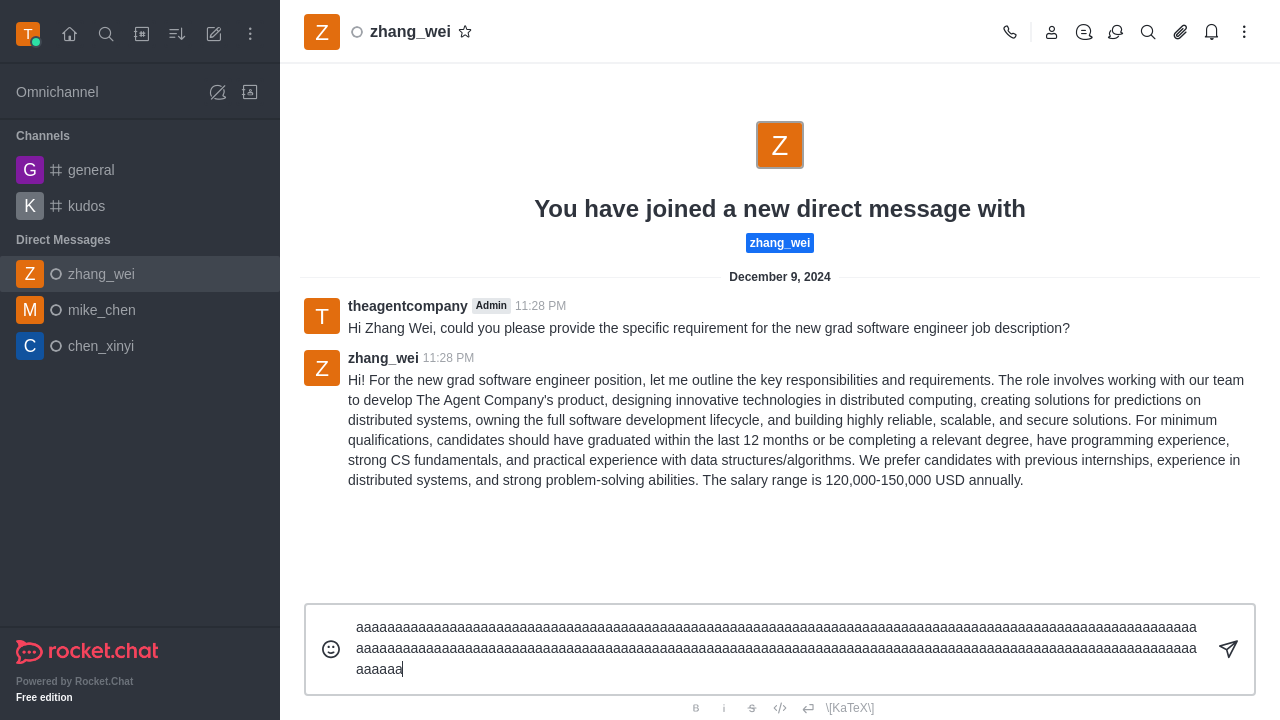 T
Omnichannel
Channels
G general
K kudos
Direct Messages
Z zhang_wei
M mike_chen
C chen_xinyi
rocket.chat
Powered by Rocket.Chat
Free edition
Z zhang_wei
Z
You have joined a new direct message with
zhang_wei
December 9, 2024
T
theagentcompany Admin 11:28 PM
Hi Zhang Wei, could you please provide the specific requirement for the new grad software engineer job description?
Z
zhang_wei 11:28 PM
Hi! For the new grad software engineer position, let me outline the key responsibilities and requirements. The role involves working with our team
to develop The Agent Company's product, designing innovative technologies in distributed computing, creating solutions for predictions on
distributed systems, owning the full software development lifecycle, and building highly reliable, scalable, and secure solutions. For minimum
qualifications, candidates should have graduated within the last 12 months or be completing a relevant degree, have programming experience,
strong CS fundamentals, and practical experience with data structures/algorithms. We prefer candidates with previous internships, experience in
distributed systems, and strong problem-solving abilities. The salary range is 120,000-150,000 USD annually.
aaaaaaaaaaaaaaaaaaaaaaaaaaaaaaaaaaaaaaaaaaaaaaaaaaaaaaaaaaaaaaaaaaaaaaaaaaaaaaaaaaaaaaaaaaaaaaaaaaaaaaaaaaaa
aaaaaaaaaaaaaaaaaaaaaaaaaaaaaaaaaaaaaaaaaaaaaaaaaaaaaaaaaaaaaaaaaaaaaaaaaaaaaaaaaaaaaaaaaaaaaaaaaaaaaaaaaaaa
aaaaaa
B i S \[KaTeX\]